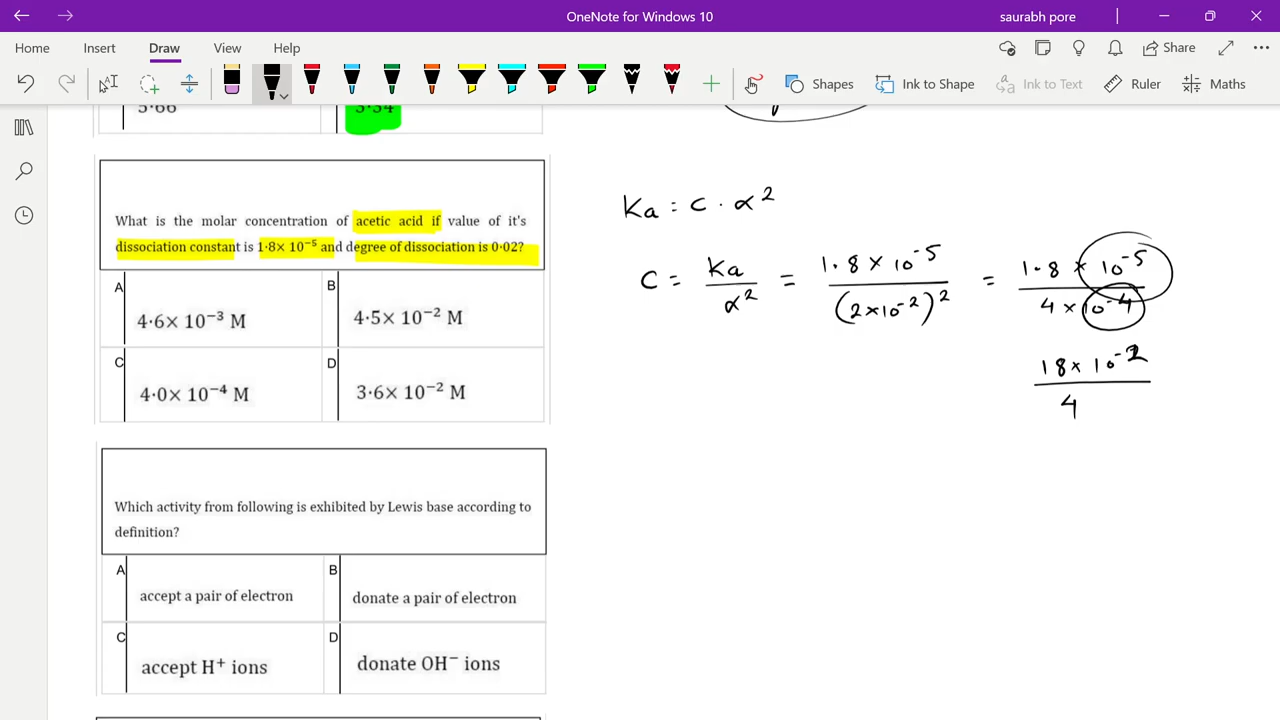 OneNote for Windows 10
saurabh pore
Home Insert Draw View Help
Share
Shapes Ink to Shape Ink to Text Ruler Maths
3·66
3·34
What is the molar concentration of acetic acid if value of it's
dissociation constant is 1·8× 10⁻⁵ and degree of dissociation is 0·02?
A 4·6× 10⁻³ M
B 4·5× 10⁻² M
C 4·0× 10⁻⁴ M
D 3·6× 10⁻² M
Ka = C · α²
C = Ka / α² = 1.8 × 10⁻⁵ / (2×10⁻²)² = 1.8 × 10⁻⁵ / 4 × 10⁻⁴
18 × 10⁻² / 4
Which activity from following is exhibited by Lewis base according to
definition?
A accept a pair of electron
B donate a pair of electron
C accept H⁺ ions
D donate OH⁻ ions